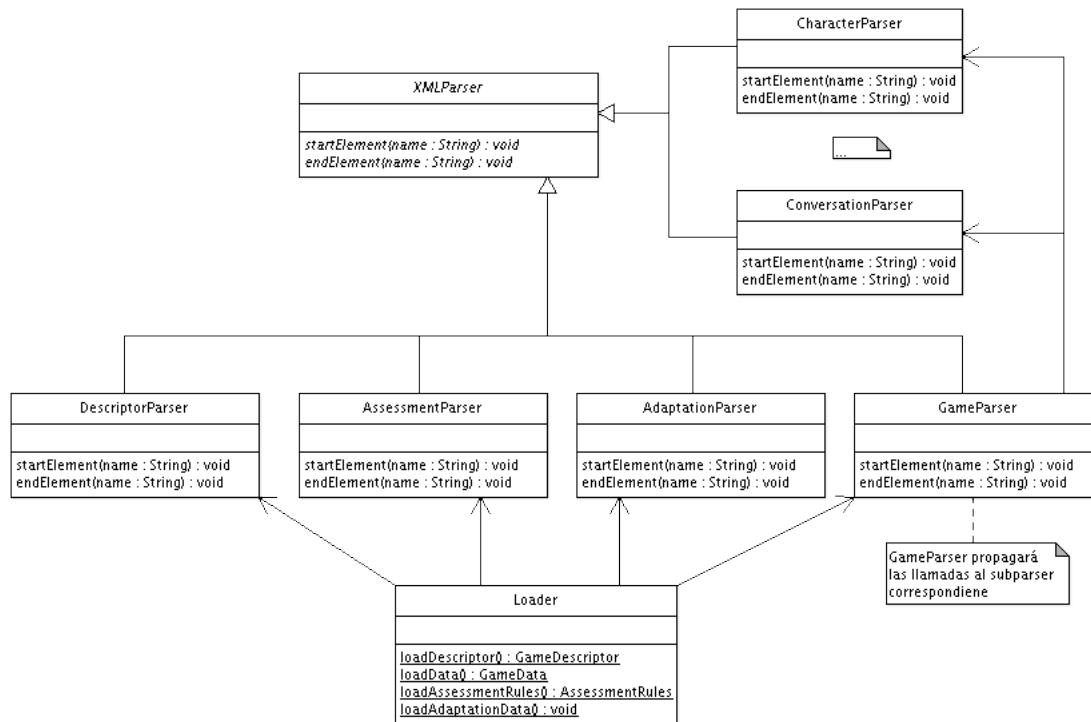 CharacterParser
startElement(name : String) : void
endElement(name : String) : void
XMLParser
startElement(name : String) : void
endElement(name : String) : void
...
ConversationParser
startElement(name : String) : void
endElement(name : String) : void
DescriptorParser
startElement(name : String) : void
endElement(name : String) : void
AssessmentParser
startElement(name : String) : void
endElement(name : String) : void
AdaptationParser
startElement(name : String) : void
endElement(name : String) : void
GameParser
startElement(name : String) : void
endElement(name : String) : void
GameParser propagará
las llamadas al subparser
correspondiene
Loader
loadDescriptor() : GameDescriptor
loadData() : GameData
loadAssessmentRules() : AssessmentRules
loadAdaptationData() : void